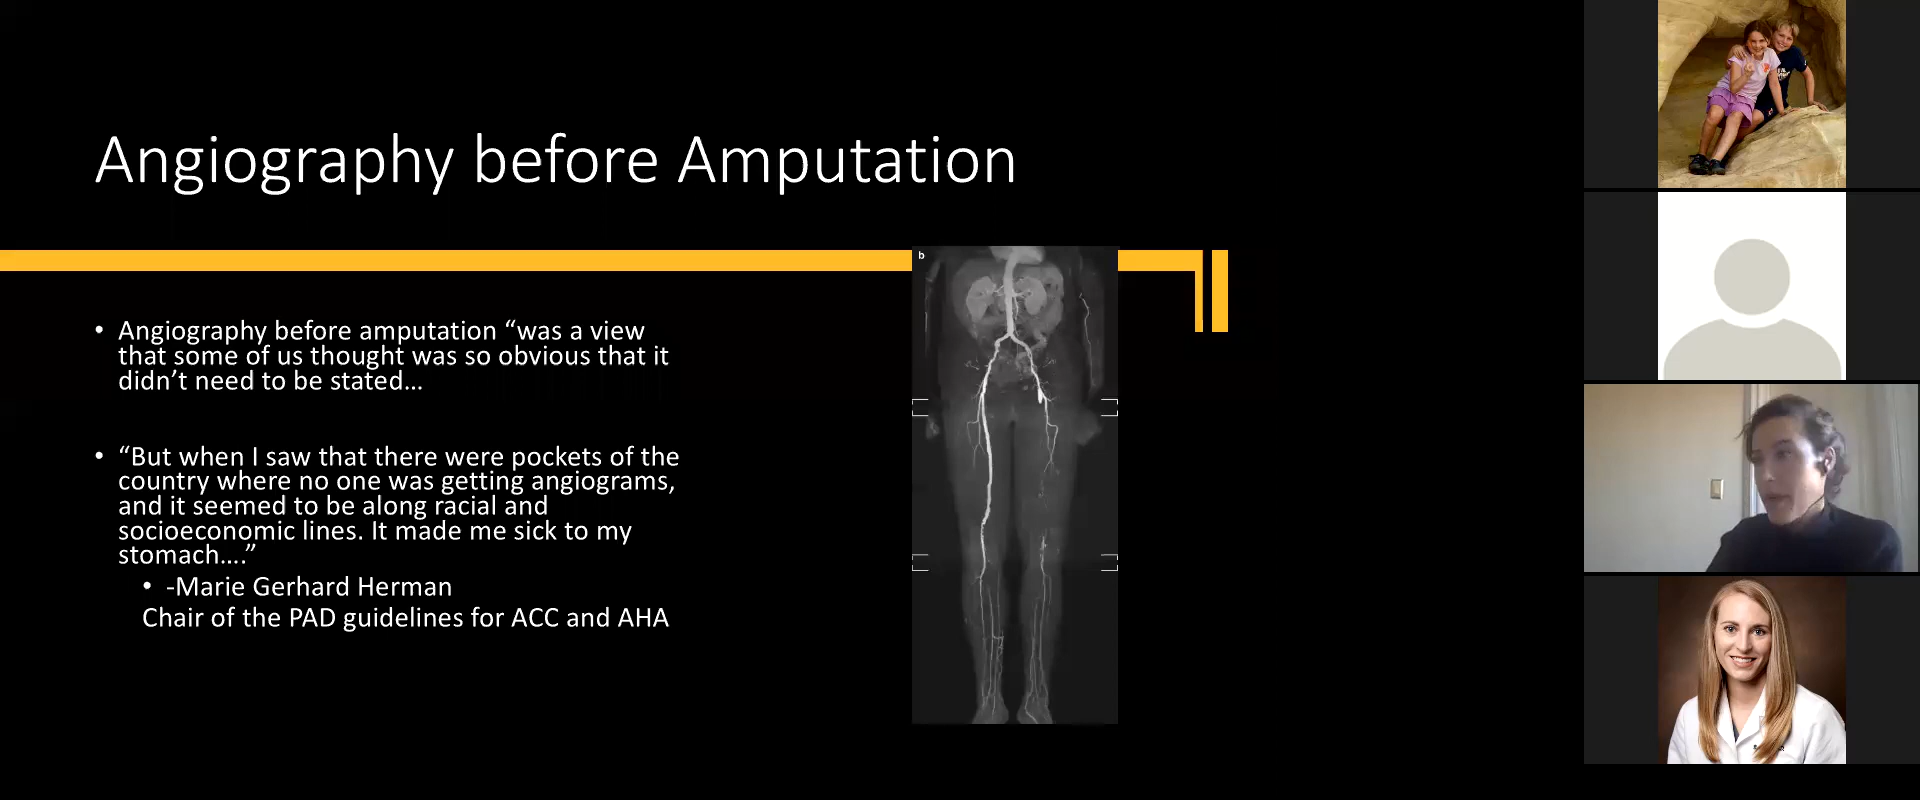 Angiography before Amputation
b
• Angiography before amputation “was a view
that some of us thought was so obvious that it
didn’t need to be stated…
• “But when I saw that there were pockets of the
country where no one was getting angiograms,
and it seemed to be along racial and
socioeconomic lines. It made me sick to my
stomach….”
• -Marie Gerhard Herman
Chair of the PAD guidelines for ACC and AHA